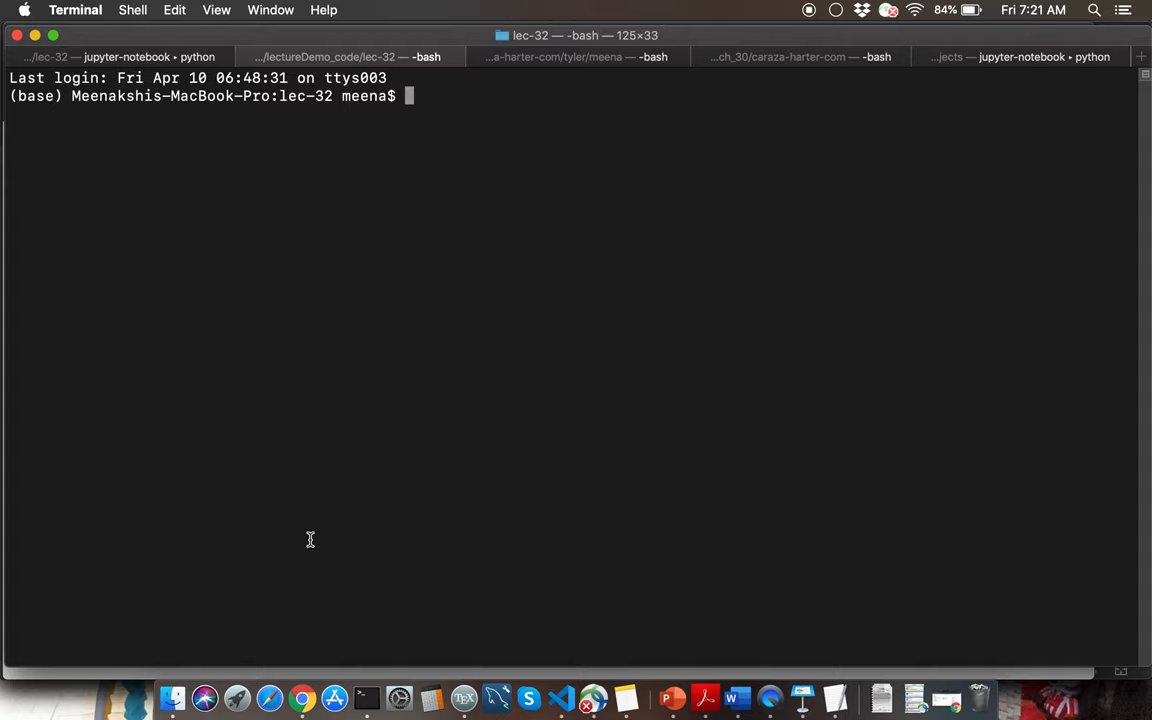 Terminal Shell Edit View Window Help 84% Fri 7:21 AM
lec-32 — -bash — 125×33
.../lec-32 — jupyter-notebook ▸ python .../lectureDemo_code/lec-32 — -bash ...a-harter-com/tyler/meena — -bash ...ch_30/caraza-harter-com — -bash ...jects — jupyter-notebook ▸ python
Last login: Fri Apr 10 06:48:31 on ttys003
(base) Meenakshis-MacBook-Pro:lec-32 meena$